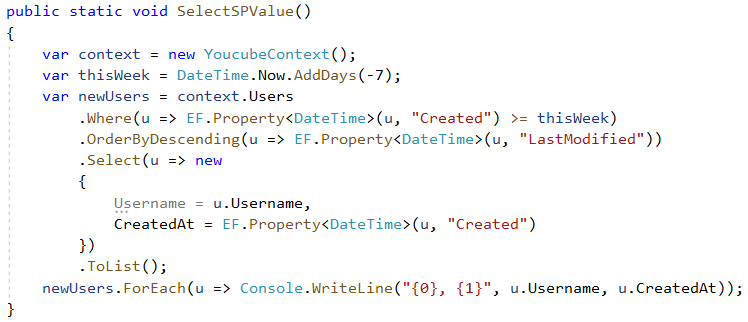 public static void SelectSPValue()
{
    var context = new YoucubeContext();
    var thisWeek = DateTime.Now.AddDays(-7);
    var newUsers = context.Users
        .Where(u => EF.Property<DateTime>(u, "Created") >= thisWeek)
        .OrderByDescending(u => EF.Property<DateTime>(u, "LastModified"))
        .Select(u => new
        {
            Username = u.Username,
            CreatedAt = EF.Property<DateTime>(u, "Created")
        })
        .ToList();
    newUsers.ForEach(u => Console.WriteLine("{0}, {1}", u.Username, u.CreatedAt));
}